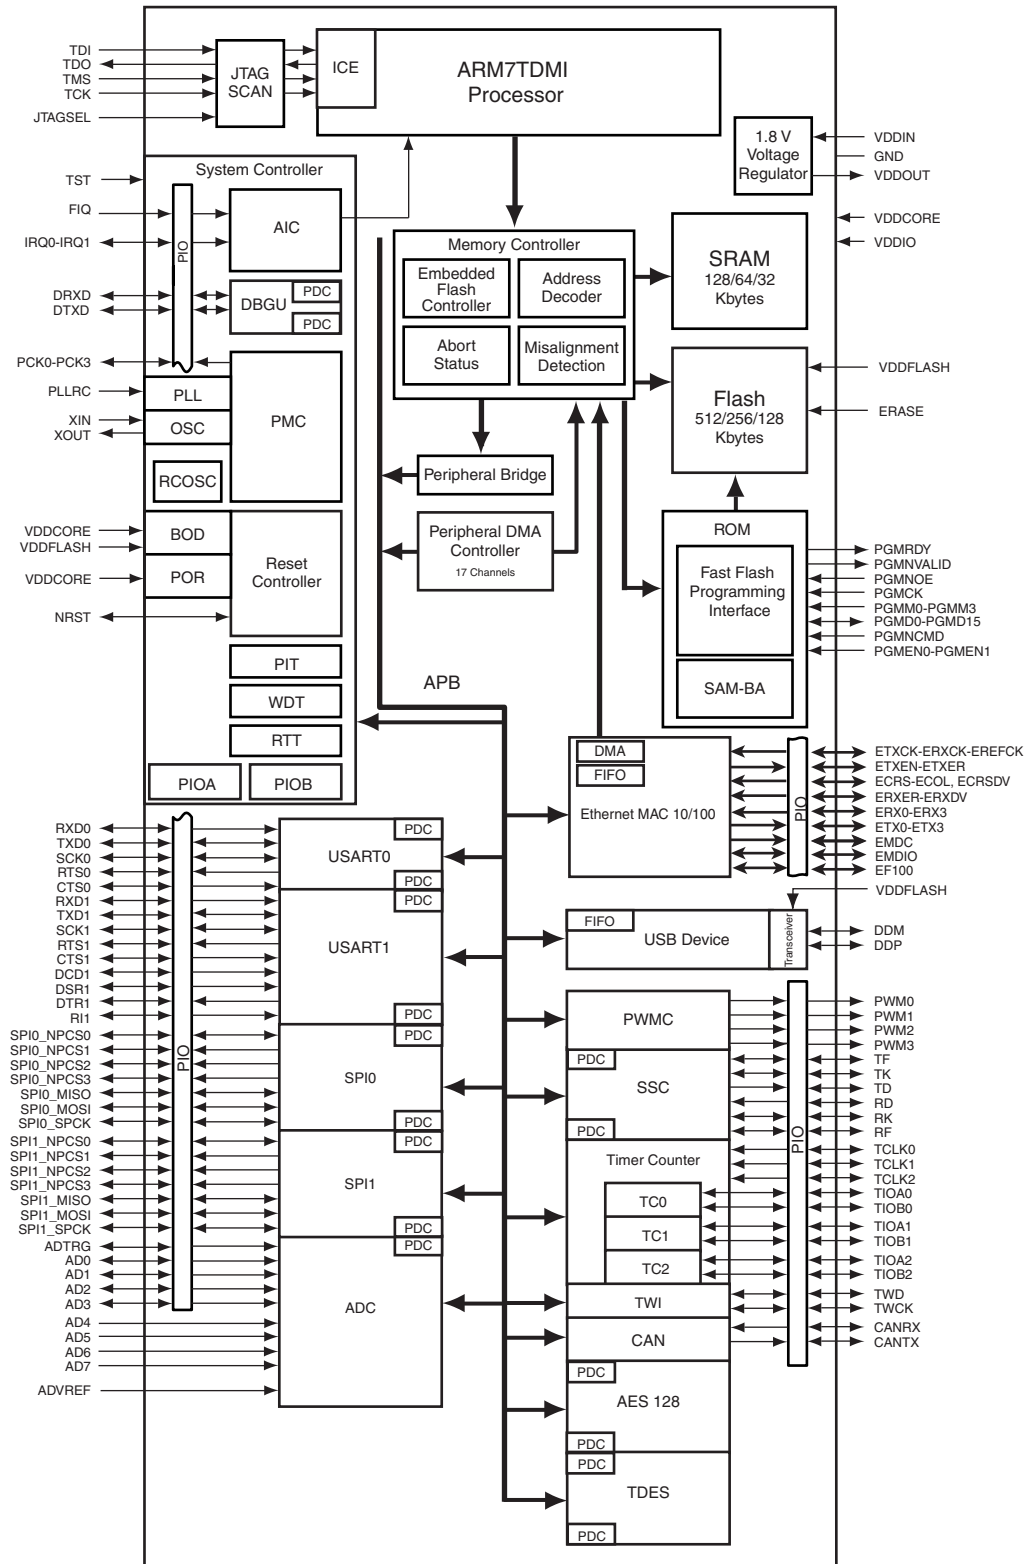 TDI
TDO
TMS
TCK
JTAGSEL
JTAG
SCAN
ICE
ARM7TDMI
Processor
1.8 V
Voltage
Regulator
VDDIN
GND
VDDOUT
VDDCORE
VDDIO
System Controller
TST
FIQ
IRQ0-IRQ1
PIO
AIC
DRXD
DTXD
DBGU
PDC
PDC
PCK0-PCK3
PLLRC
PLL
XIN
XOUT
OSC
RCOSC
PMC
VDDCORE
VDDFLASH
BOD
VDDCORE
POR
Reset
Controller
NRST
PIT
WDT
RTT
PIOA
PIOB
Memory Controller
Embedded
Flash
Controller
Address
Decoder
Abort
Status
Misalignment
Detection
SRAM
128/64/32
Kbytes
Flash
512/256/128
Kbytes
VDDFLASH
ERASE
Peripheral Bridge
Peripheral DMA
Controller
17 Channels
ROM
Fast Flash
Programming
Interface
SAM-BA
PGMRDY
PGMNVALID
PGMNOE
PGMCK
PGMM0-PGMM3
PGMD0-PGMD15
PGMNCMD
PGMEN0-PGMEN1
APB
DMA
FIFO
Ethernet MAC 10/100
PIO
ETXCK-ERXCK-EREFCK
ETXEN-ETXER
ECRS-ECOL, ECRSDV
ERXER-ERXDV
ERX0-ERX3
ETX0-ETX3
EMDC
EMDIO
EF100
VDDFLASH
FIFO
USB Device
Transceiver
DDM
DDP
RXD0
TXD0
SCK0
RTS0
CTS0
RXD1
TXD1
SCK1
RTS1
CTS1
DCD1
DSR1
DTR1
RI1
SPI0_NPCS0
SPI0_NPCS1
SPI0_NPCS2
SPI0_NPCS3
SPI0_MISO
SPI0_MOSI
SPI0_SPCK
SPI1_NPCS0
SPI1_NPCS1
SPI1_NPCS2
SPI1_NPCS3
SPI1_MISO
SPI1_MOSI
SPI1_SPCK
ADTRG
AD0
AD1
AD2
AD3
AD4
AD5
AD6
AD7
ADVREF
PIO
PDC
USART0
PDC
PDC
USART1
PDC
PDC
SPI0
PDC
PDC
SPI1
PDC
PDC
ADC
PWMC
PDC
SSC
PDC
Timer Counter
TC0
TC1
TC2
TWI
CAN
PDC
AES 128
PDC
PDC
TDES
PDC
PIO
PWM0
PWM1
PWM2
PWM3
TF
TK
TD
RD
RK
RF
TCLK0
TCLK1
TCLK2
TIOA0
TIOB0
TIOA1
TIOB1
TIOA2
TIOB2
TWD
TWCK
CANRX
CANTX